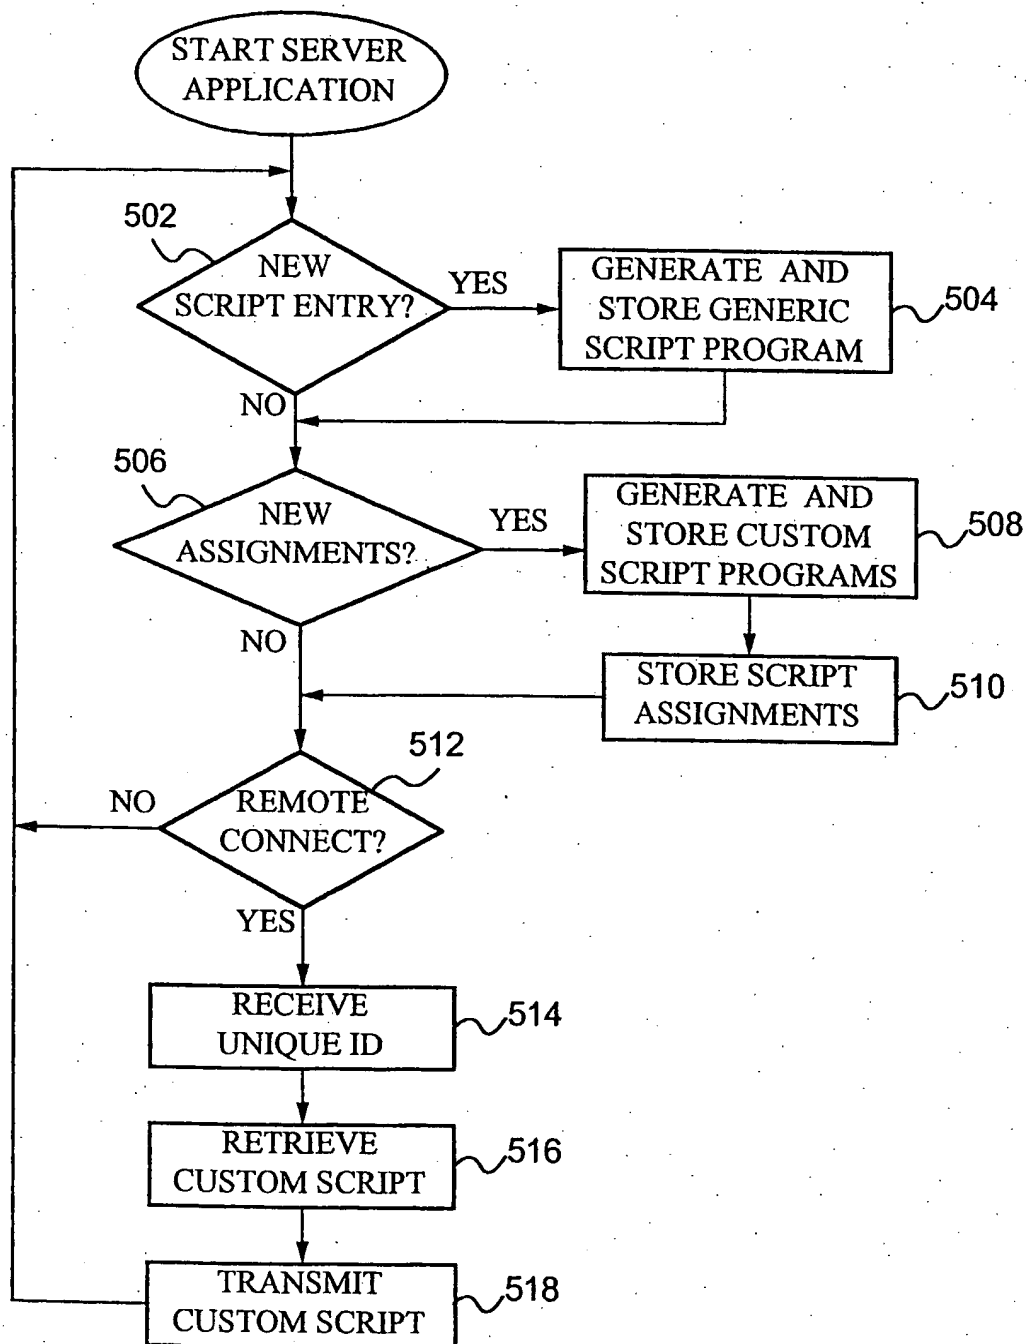 START SERVER
APPLICATION
502
NEW
SCRIPT ENTRY?
YES
GENERATE AND
STORE GENERIC
SCRIPT PROGRAM
504
NO
506
NEW
ASSIGNMENTS?
YES
GENERATE AND
STORE CUSTOM
SCRIPT PROGRAMS
508
NO
STORE SCRIPT
ASSIGNMENTS
510
512
REMOTE
CONNECT?
NO
YES
RECEIVE
UNIQUE ID
514
RETRIEVE
CUSTOM SCRIPT
516
TRANSMIT
CUSTOM SCRIPT
518